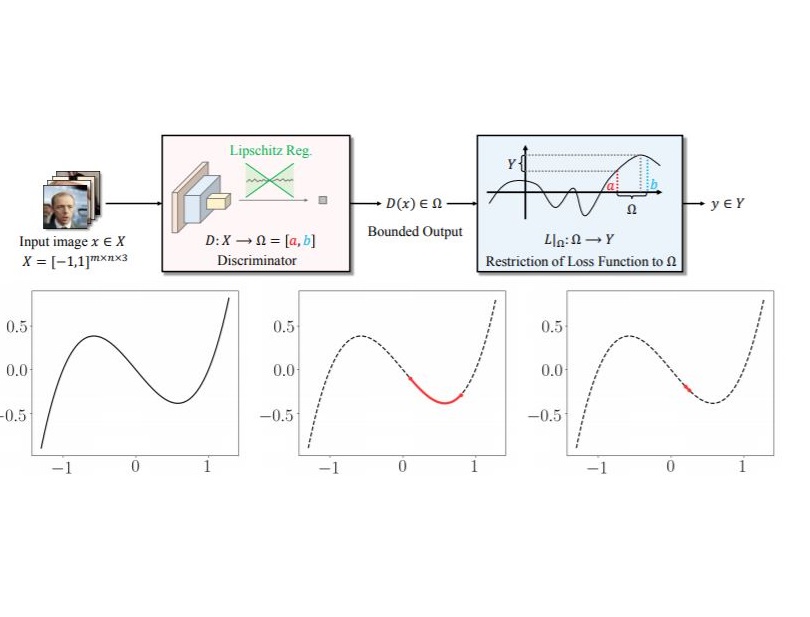 Lipschitz Reg.
Input image x ∈ X
X = [−1,1]^{m×n×3}
D: X → Ω = [a, b]
Discriminator
D(x) ∈ Ω
Bounded Output
Y
a
b
Ω
L|_Ω: Ω → Y
Restriction of Loss Function to Ω
y ∈ Y
0.5
0.0
−0.5
−1 0 1
0.5
0.0
−0.5
−1 0 1
0.5
0.0
−0.5
−1 0 1